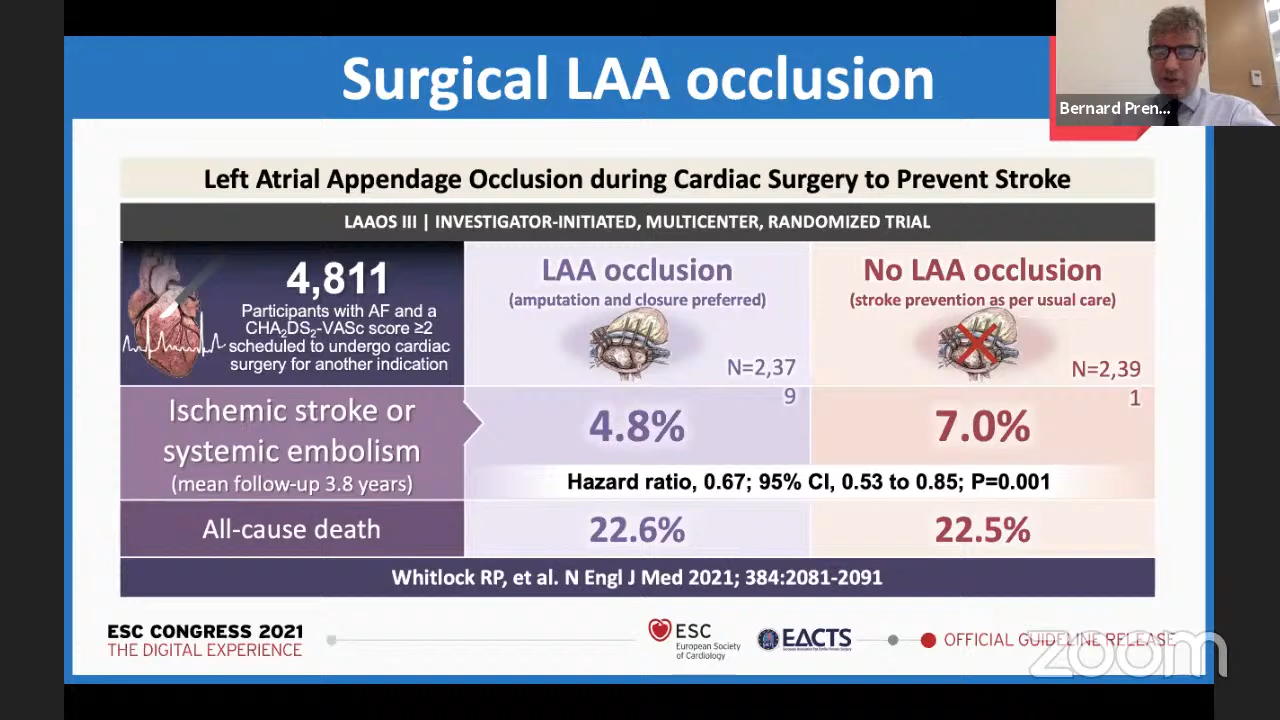 Surgical LAA occlusion
Bernard Pren...
Left Atrial Appendage Occlusion during Cardiac Surgery to Prevent Stroke
LAAOS III | INVESTIGATOR-INITIATED, MULTICENTER, RANDOMIZED TRIAL
4,811
Participants with AF and a
CHA₂DS₂-VASc score ≥2
scheduled to undergo cardiac
surgery for another indication
LAA occlusion
(amputation and closure preferred)
N=2,37
9
No LAA occlusion
(stroke prevention as per usual care)
N=2,39
1
Ischemic stroke or
systemic embolism
(mean follow-up 3.8 years)
4.8%
7.0%
Hazard ratio, 0.67; 95% CI, 0.53 to 0.85; P=0.001
All-cause death
22.6%
22.5%
Whitlock RP, et al. N Engl J Med 2021; 384:2081-2091
ESC CONGRESS 2021
THE DIGITAL EXPERIENCE
ESC
European Society
of Cardiology
EACTS
OFFICIAL GUIDELINE RELEASE
zoom